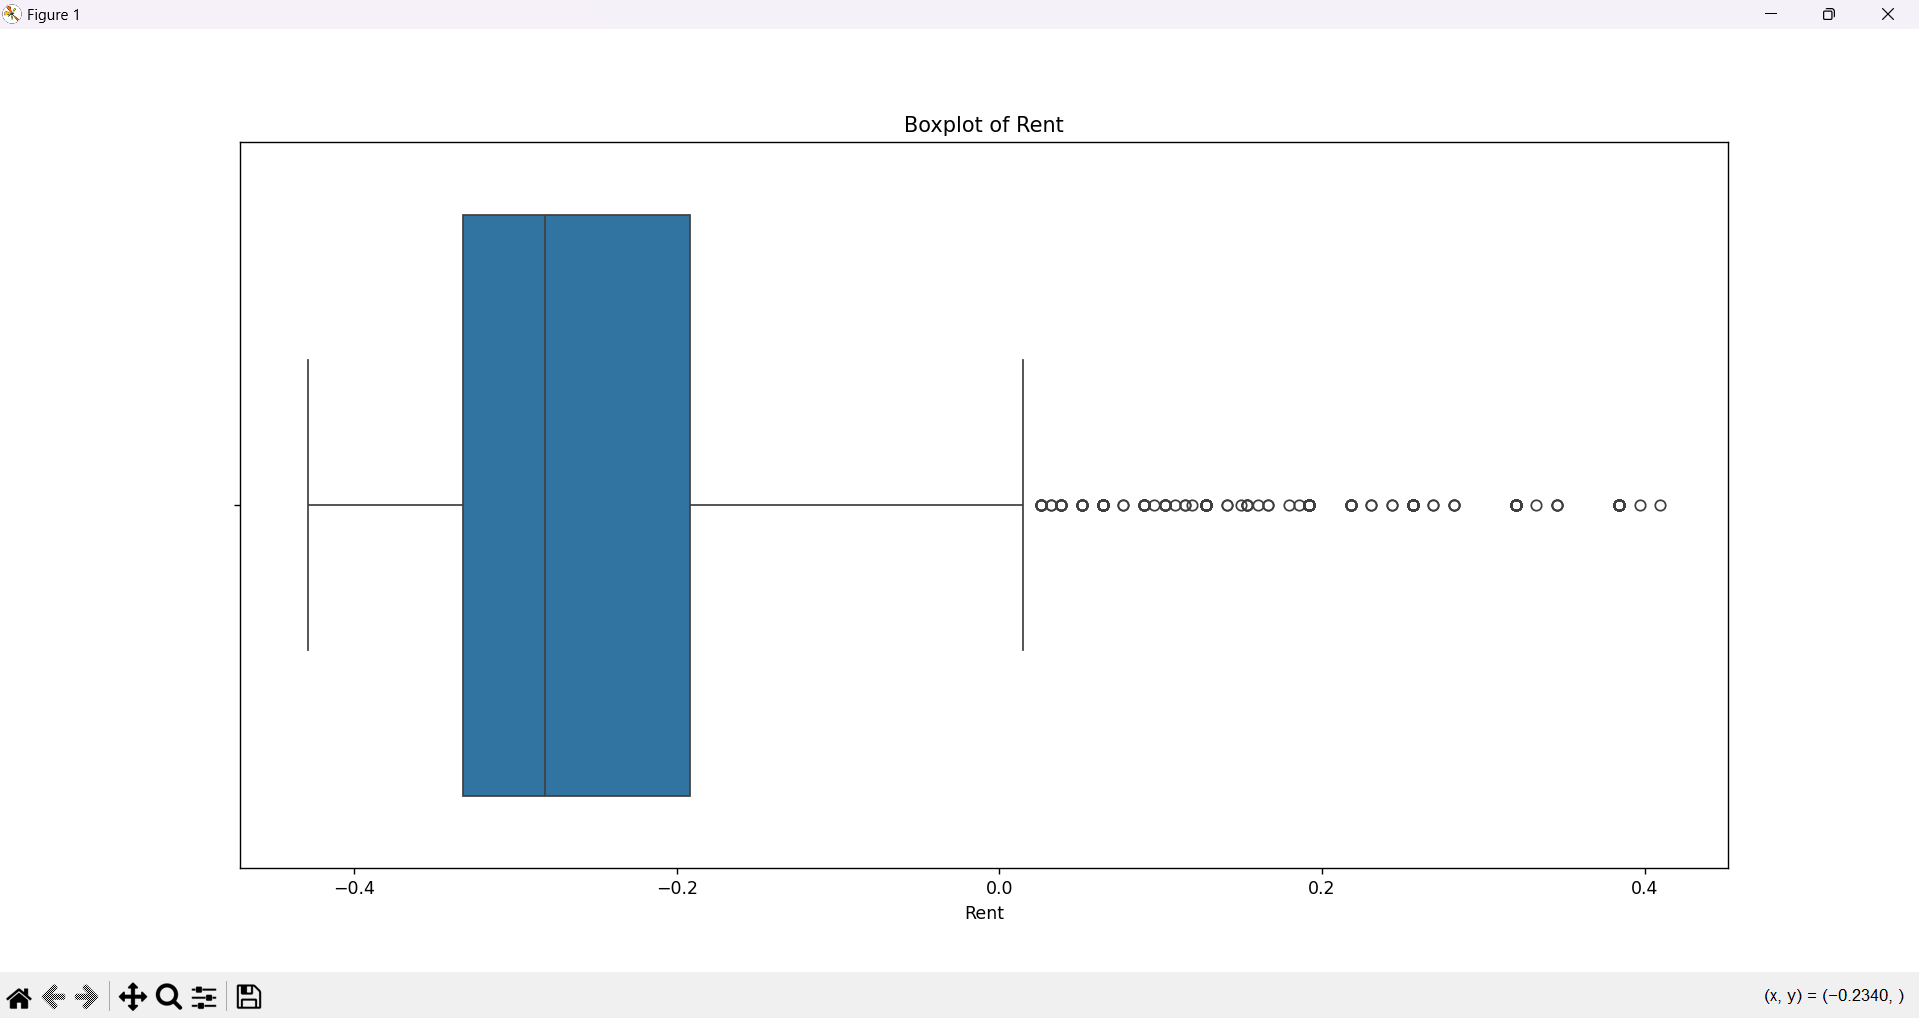 Figure 1
Boxplot of Rent
−0.4
−0.2
0.0
0.2
0.4
Rent
(x, y) = (−0.2340, )